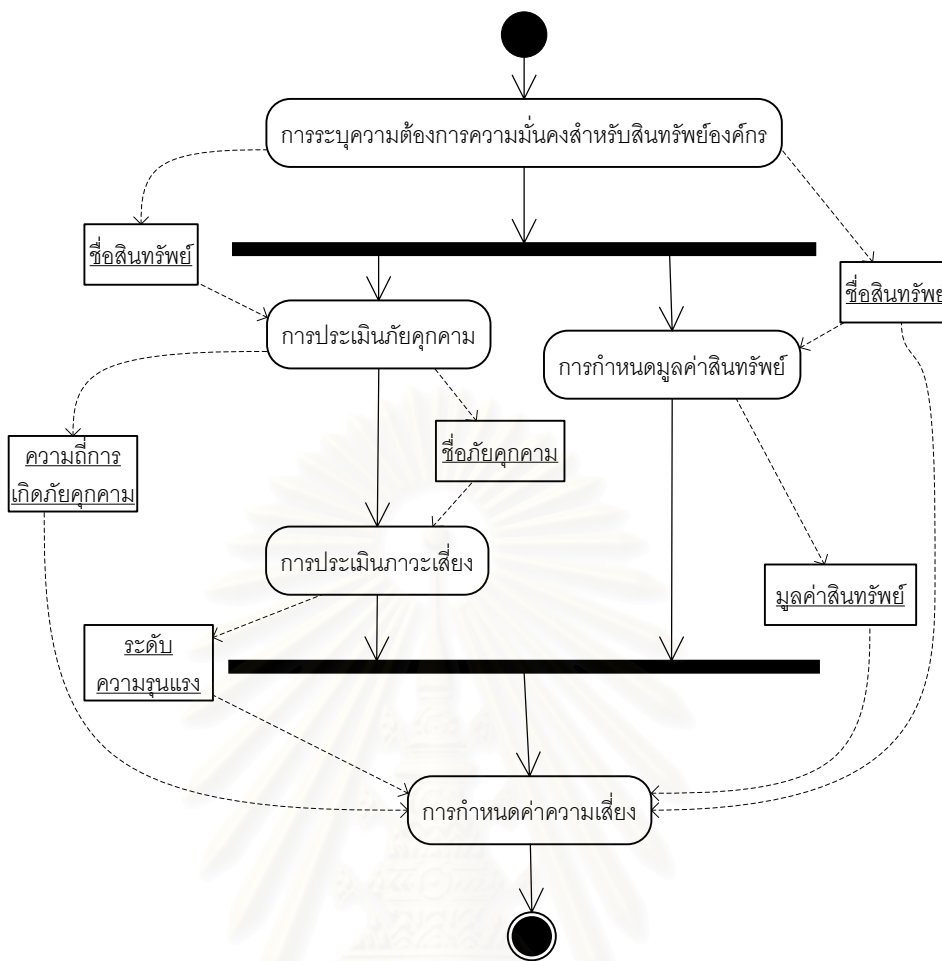 การระบุความต้องการความมั่นคงสำหรับสินทรัพย์องค์กร
ชื่อสินทรัพย์
ชื่อสินทรัพย์
การประเมินภัยคุกคาม
การกำหนดมูลค่าสินทรัพย์
ความถี่การ
เกิดภัยคุกคาม
ชื่อภัยคุกคาม
การประเมินภาวะเสี่ยง
มูลค่าสินทรัพย์
ระดับ
ความรุนแรง
การกำหนดค่าความเสี่ยง